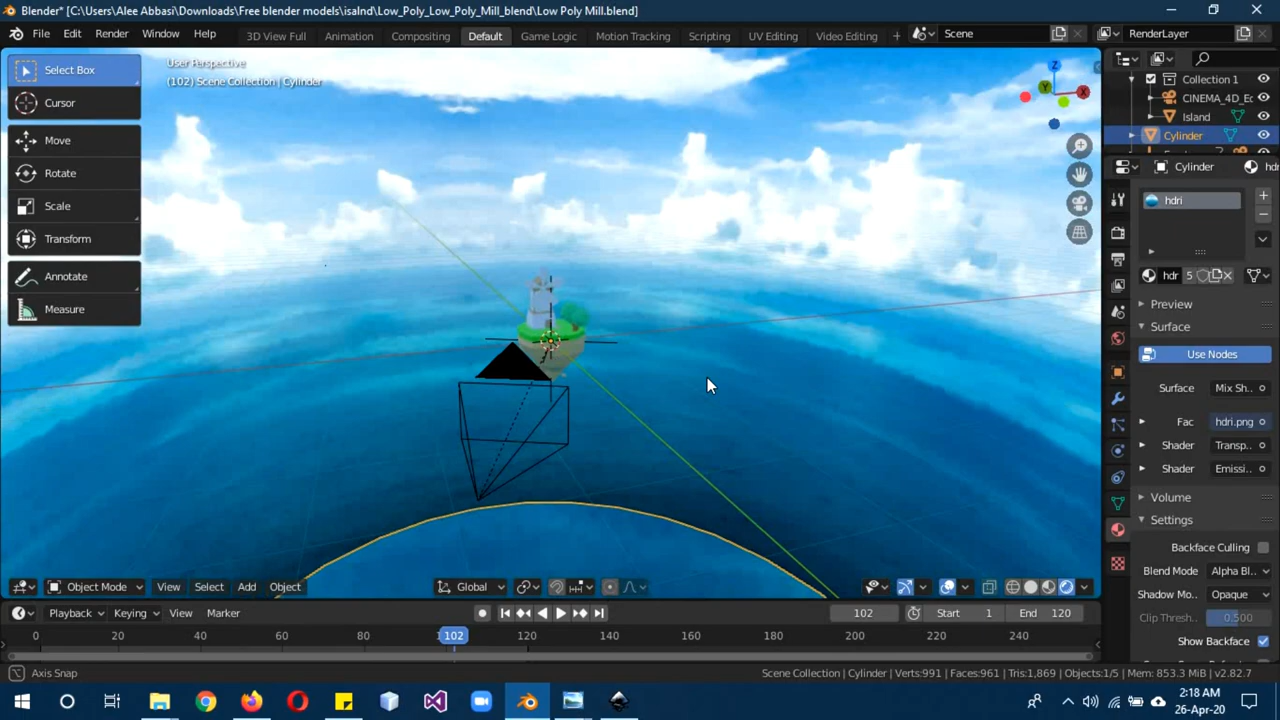 Blender* [C:\Users\Alee Abbasi\Downloads\Free blender models\isalnd\Low_Poly_Low_Poly_Mill_blend\Low Poly Mill.blend]
File Edit Render Window Help 3D View Full Animation Compositing Default Game Logic Motion Tracking Scripting UV Editing Video Editing + Scene RenderLayer
User Perspective
(102) Scene Collection | Cylinder
Select Box
Cursor
Move
Rotate
Scale
Transform
Annotate
Measure
Z
Y
X
Collection 1
CINEMA_4D_Ec
Island
Cylinder
Cylinder hdri
hdri
hdr 5
Preview
Surface
Use Nodes
Surface Mix Sh..
Fac hdri.png
Shader Transp..
Shader Emissi..
Volume
Settings
Backface Culling
Blend Mode Alpha Bl..
Shadow Mo.. Opaque
Clip Thresh.. 0.500
Show Backface
Object Mode View Select Add Object Global
Playback Keying View Marker 102 Start 1 End 120
0 20 40 60 80 102 120 140 160 180 200 220 240
Axis Snap
Scene Collection | Cylinder | Verts:991 | Faces:961 | Tris:1,869 | Objects:1/5 | Mem: 853.3 MiB | v2.82.7
2:18 AM
26-Apr-20